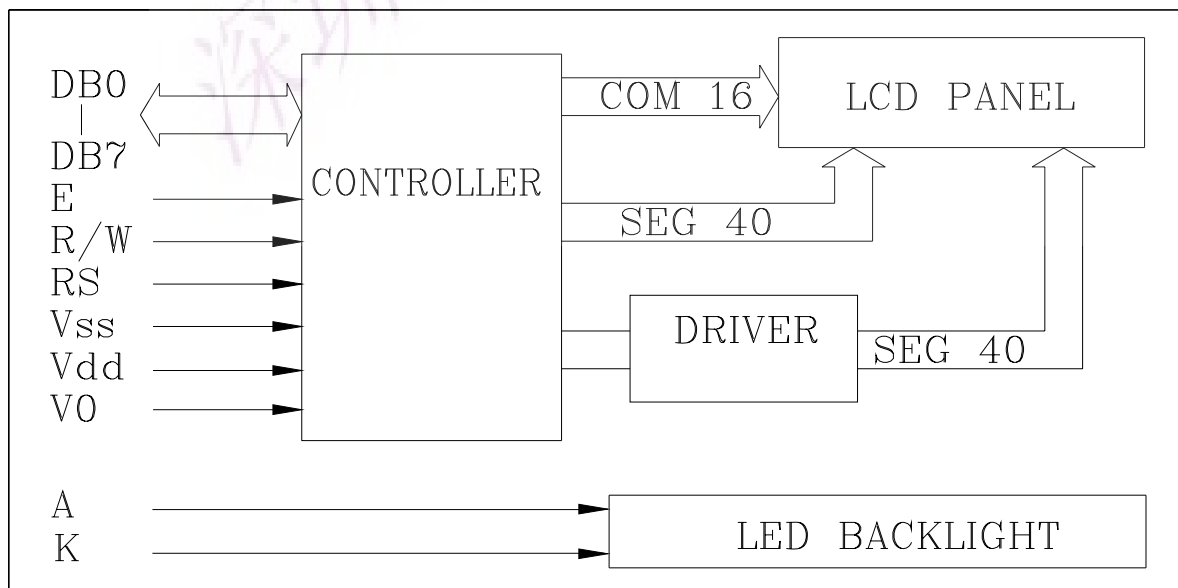 DB0
DB7
E
R/W
RS
Vss
Vdd
V0
A
K
CONTROLLER
COM 16
SEG 40
DRIVER
SEG 40
LCD PANEL
LED BACKLIGHT